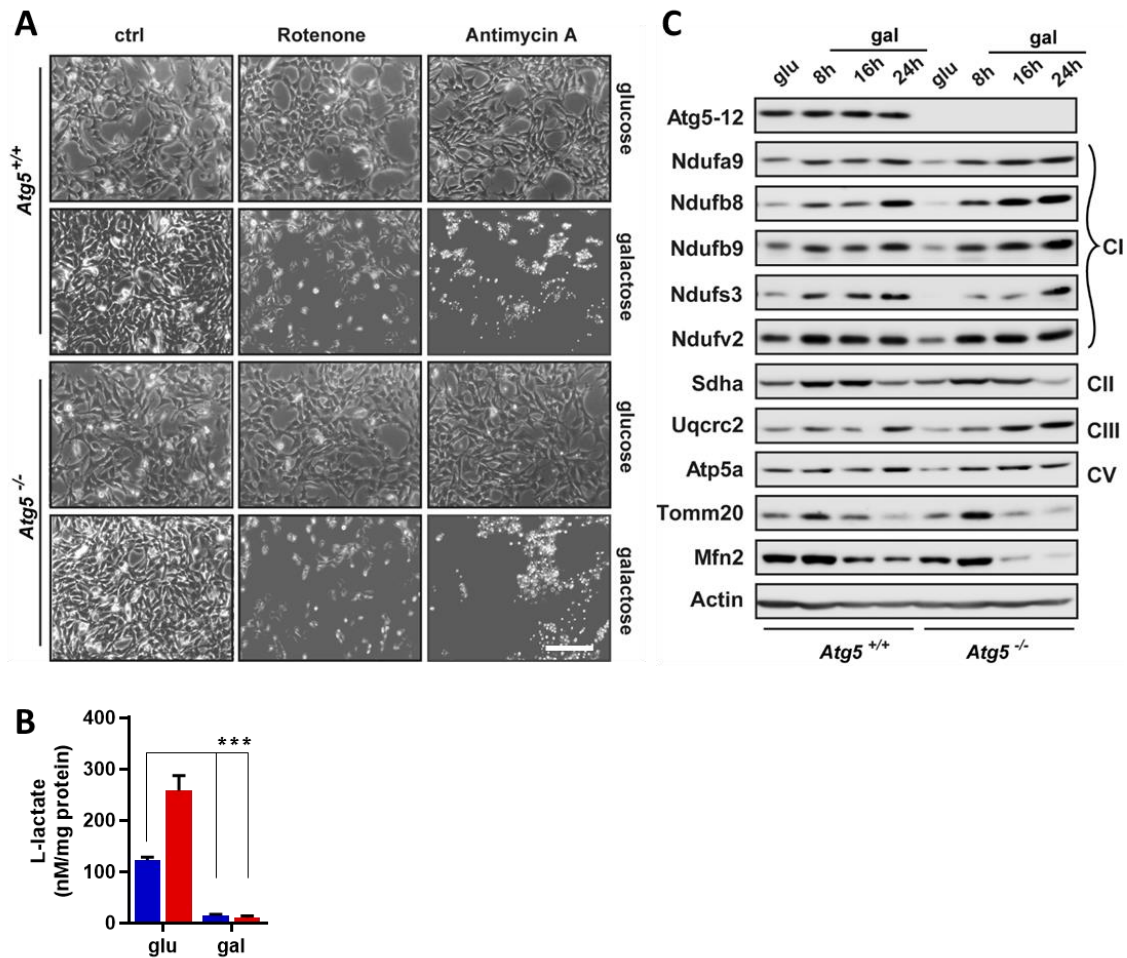 A
ctrl
Rotenone
Antimycin A
Atg5 +/+
glucose
galactose
Atg5 -/-
glucose
galactose
B
L-lactate
(nM/mg protein)
400
300
200
100
0
***
glu
gal
C
gal
gal
glu
8h
16h
24h
glu
8h
16h
24h
Atg5-12
Ndufa9
Ndufb8
Ndufb9
Ndufs3
Ndufv2
CI
Sdha
CII
Uqcrc2
CIII
Atp5a
CV
Tomm20
Mfn2
Actin
Atg5 +/+
Atg5 -/-